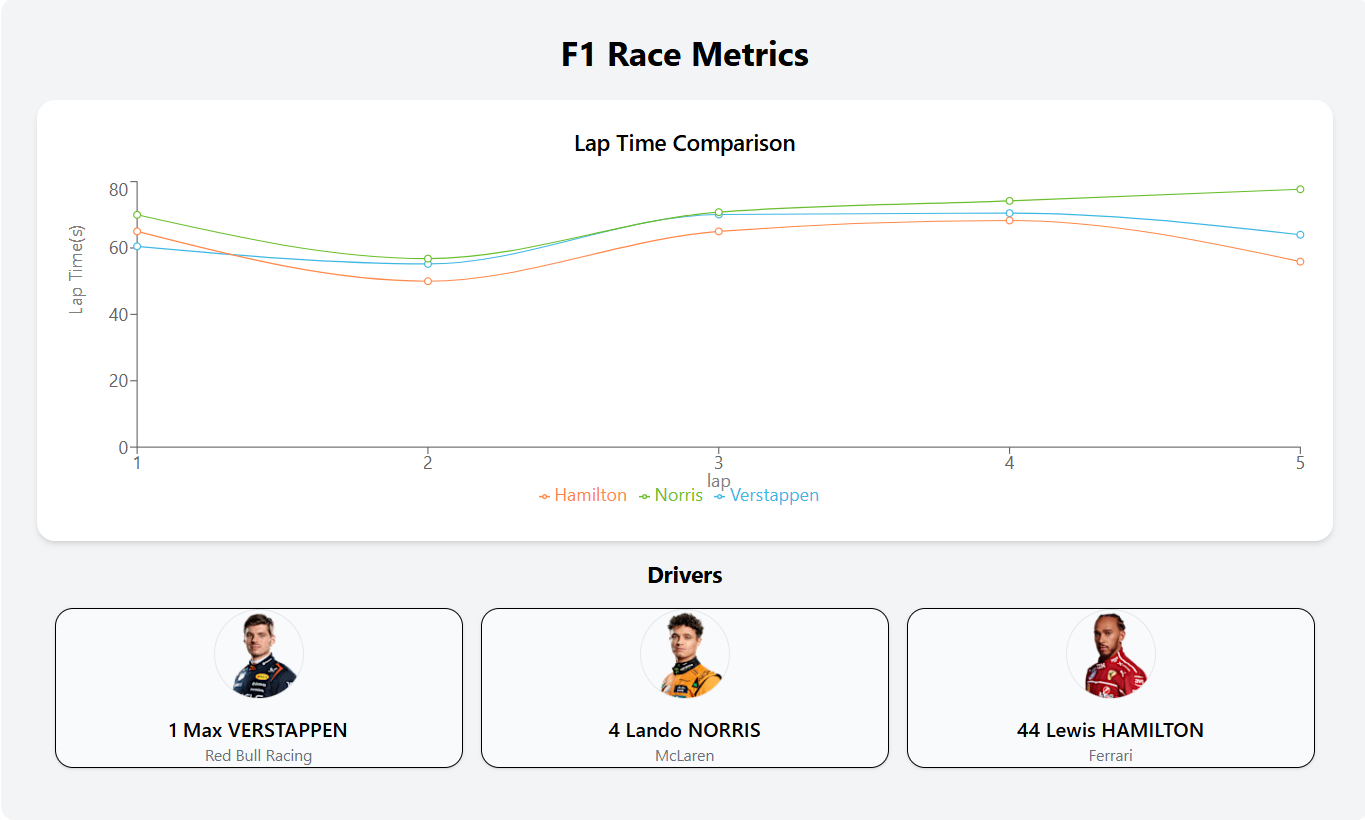 F1 Race Metrics
Lap Time Comparison
Lap Time(s)
80
60
40
20
0
1 2 3 4 5
lap
Hamilton Norris Verstappen
Drivers
1 Max VERSTAPPEN
Red Bull Racing
4 Lando NORRIS
McLaren
44 Lewis HAMILTON
Ferrari